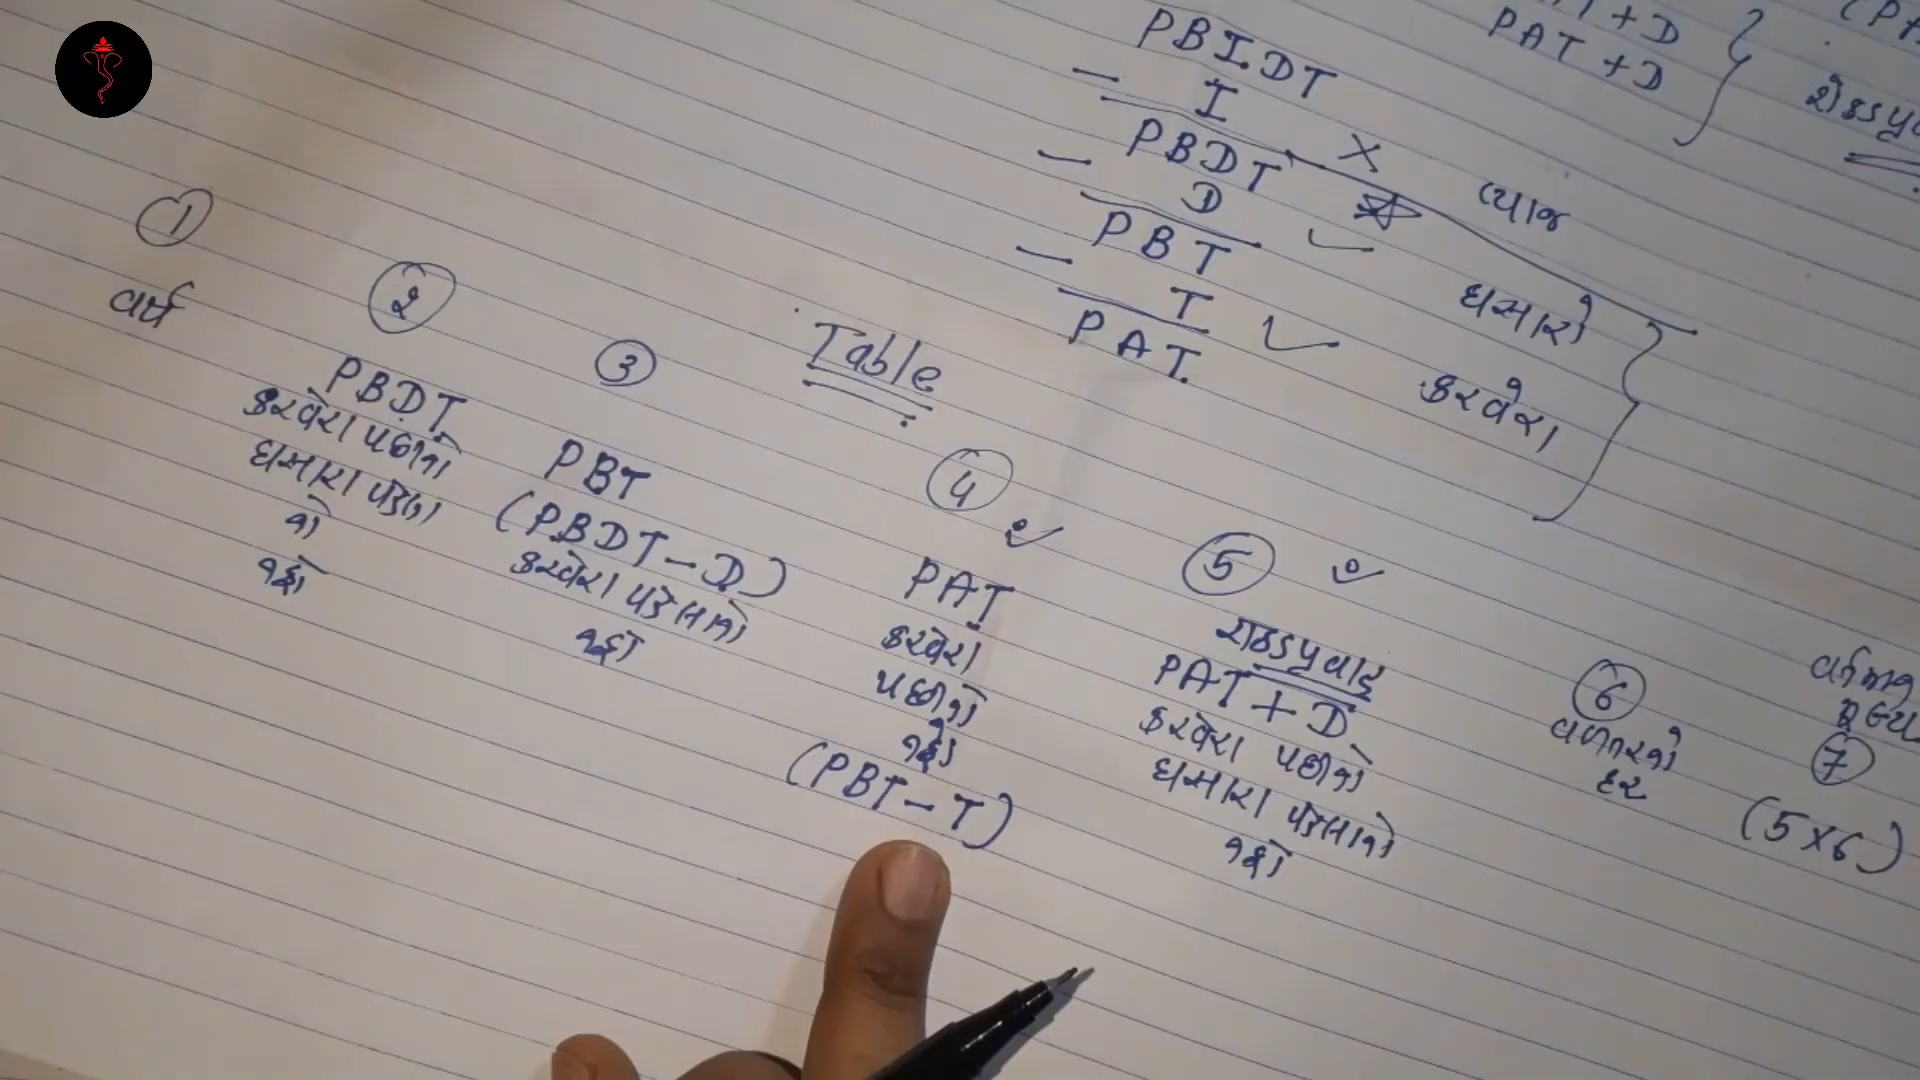 PAT + D
PBIDT
- I
PBDT
- D
PBT
- T
PAT
વ્યાજ
ઘસારો
કરવેરા
Table
1
વર્ષ
2
PBDT
કરવેરા પહેલાંનો
ઘસારા પહેલાં
નો
નફો
3
PBT
(PBDT - D)
કરવેરા પહેલાંનો
નફો
4
PAT
કરવેરા
પછીનો
નફો
(PBT - T)
5
રોકડપ્રવાહ
PAT + D
કરવેરા પછીનો
ઘસારા પહેલાંનો
નફો
6
વળતરનો
દર
7
(5 x 6)